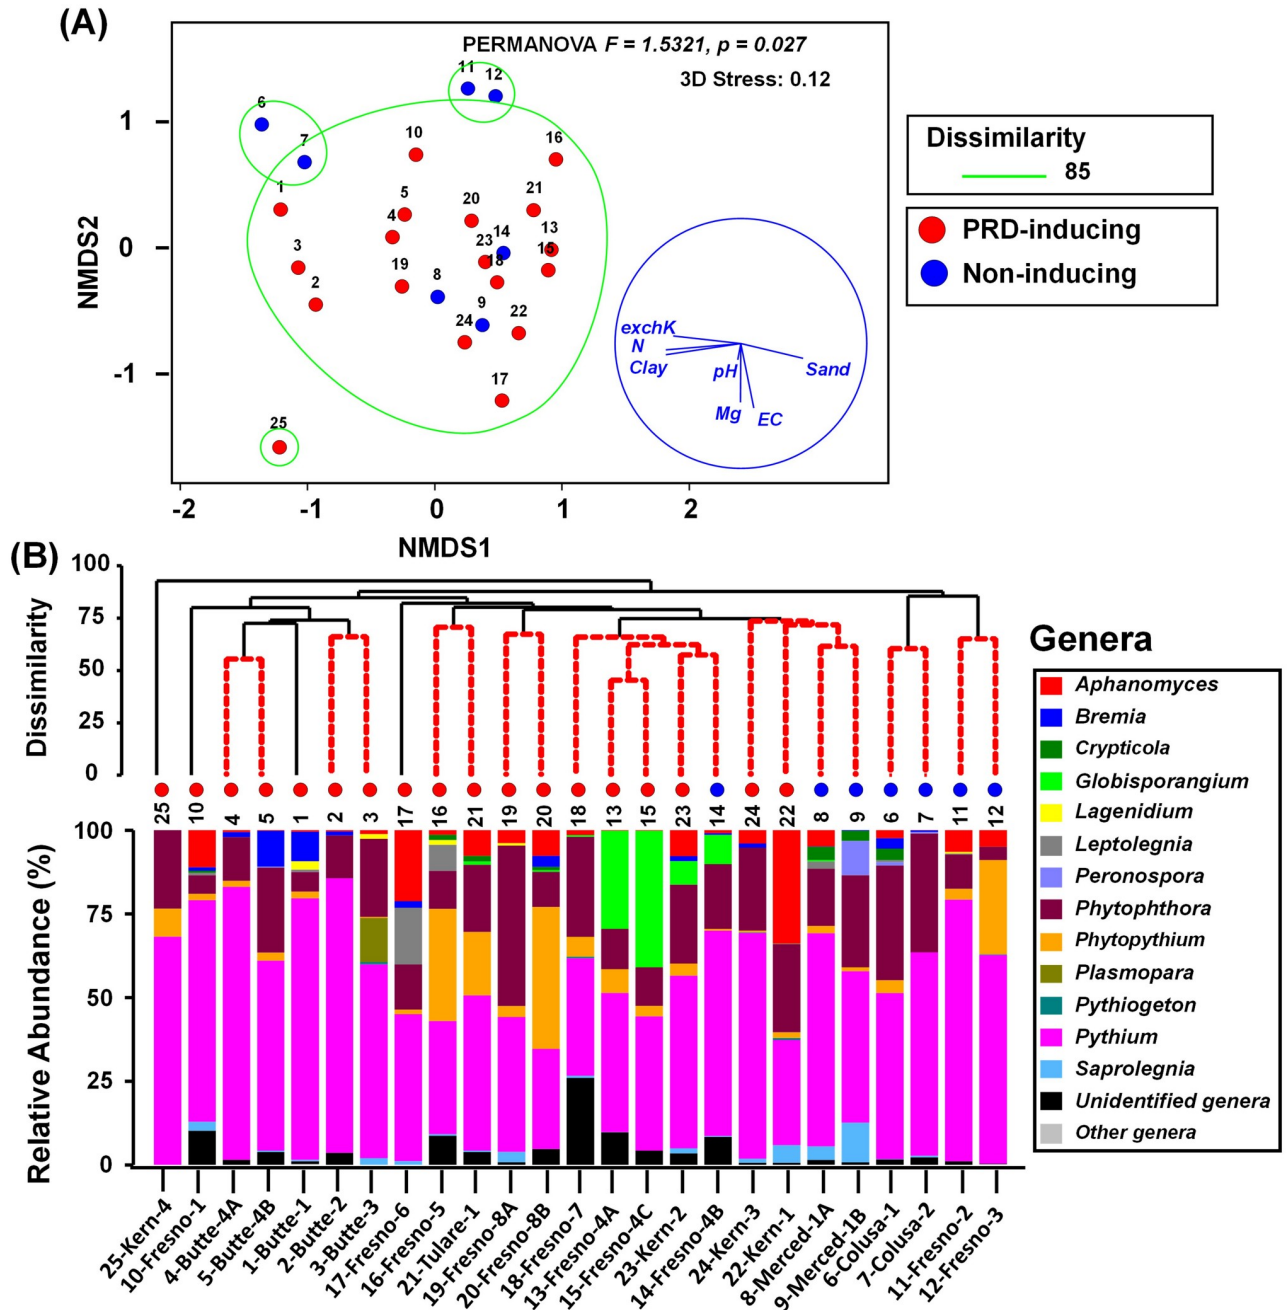 (A)
PERMANOVA F = 1.5321, p = 0.027
3D Stress: 0.12
11
12
6
7
10
16
1
5
4
20
21
3
23
14
13
18
15
2
19
8
9
24
22
17
25
exchK
N
Clay
pH
Sand
Mg
EC
NMDS2
1
0
-1
-2
-1
0
1
2
NMDS1
Dissimilarity
85
PRD-inducing
Non-inducing
(B)
Dissimilarity
100
75
50
25
0
25
10
4
5
1
2
3
17
16
21
19
20
18
13
15
23
14
24
22
8
9
6
7
11
12
Relative Abundance (%)
100
75
50
25
0
25-Kern-4
10-Fresno-1
4-Butte-4A
5-Butte-4B
1-Butte-1
2-Butte-2
3-Butte-3
17-Fresno-6
16-Fresno-5
21-Tulare-1
19-Fresno-8A
20-Fresno-8B
18-Fresno-7
13-Fresno-4A
15-Fresno-4C
23-Kern-2
14-Fresno-4B
24-Kern-3
22-Kern-1
8-Merced-1A
9-Merced-1B
6-Colusa-1
7-Colusa-2
11-Fresno-2
12-Fresno-3
Genera
Aphanomyces
Bremia
Crypticola
Globisporangium
Lagenidium
Leptolegnia
Peronospora
Phytophthora
Phytopythium
Plasmopara
Pythiogeton
Pythium
Saprolegnia
Unidentified genera
Other genera